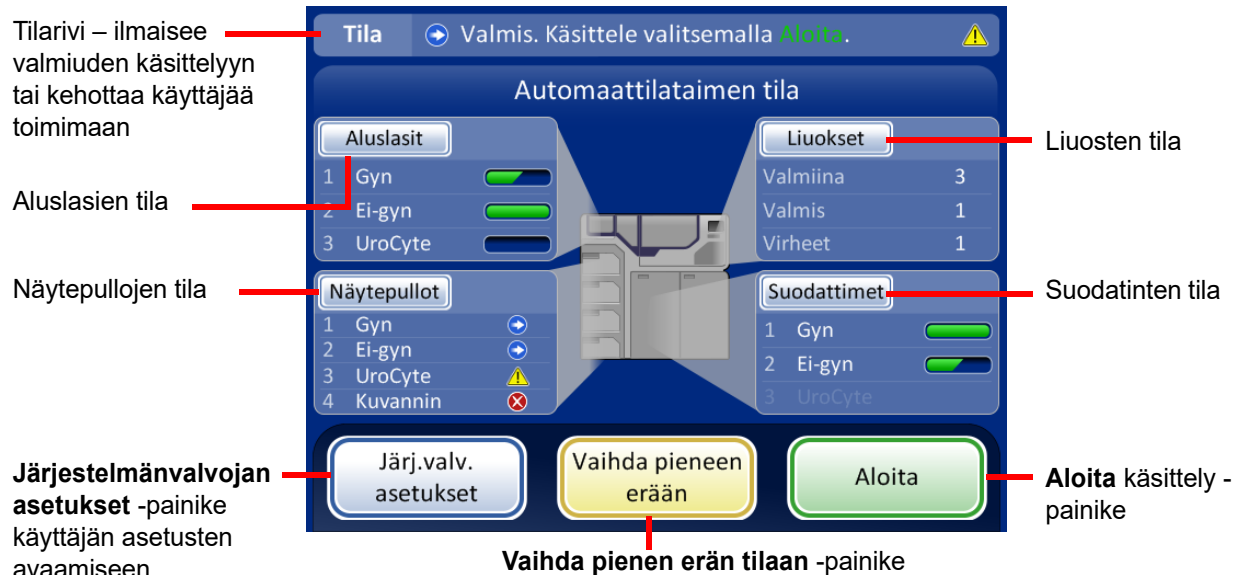 Tilarivi – ilmaisee
valmiuden käsittelyyn
tai kehottaa käyttäjää
toimimaan
Aluslasien tila
Näytepullojen tila
Järjestelmänvalvojan
asetukset -painike
käyttäjän asetusten
avaamiseen
Tila Valmis. Käsittele valitsemalla Aloita.
Automaattilataimen tila
Aluslasit
1 Gyn
2 Ei-gyn
3 UroCyte
Liuokset
Valmiina 3
Valmis 1
Virheet 1
Näytepullot
1 Gyn
2 Ei-gyn
3 UroCyte
4 Kuvannin
Suodattimet
1 Gyn
2 Ei-gyn
3 UroCyte
Järj.valv.
asetukset
Vaihda pieneen
erään
Aloita
Liuosten tila
Suodatinten tila
Aloita käsittely -
painike
Vaihda pienen erän tilaan -painike